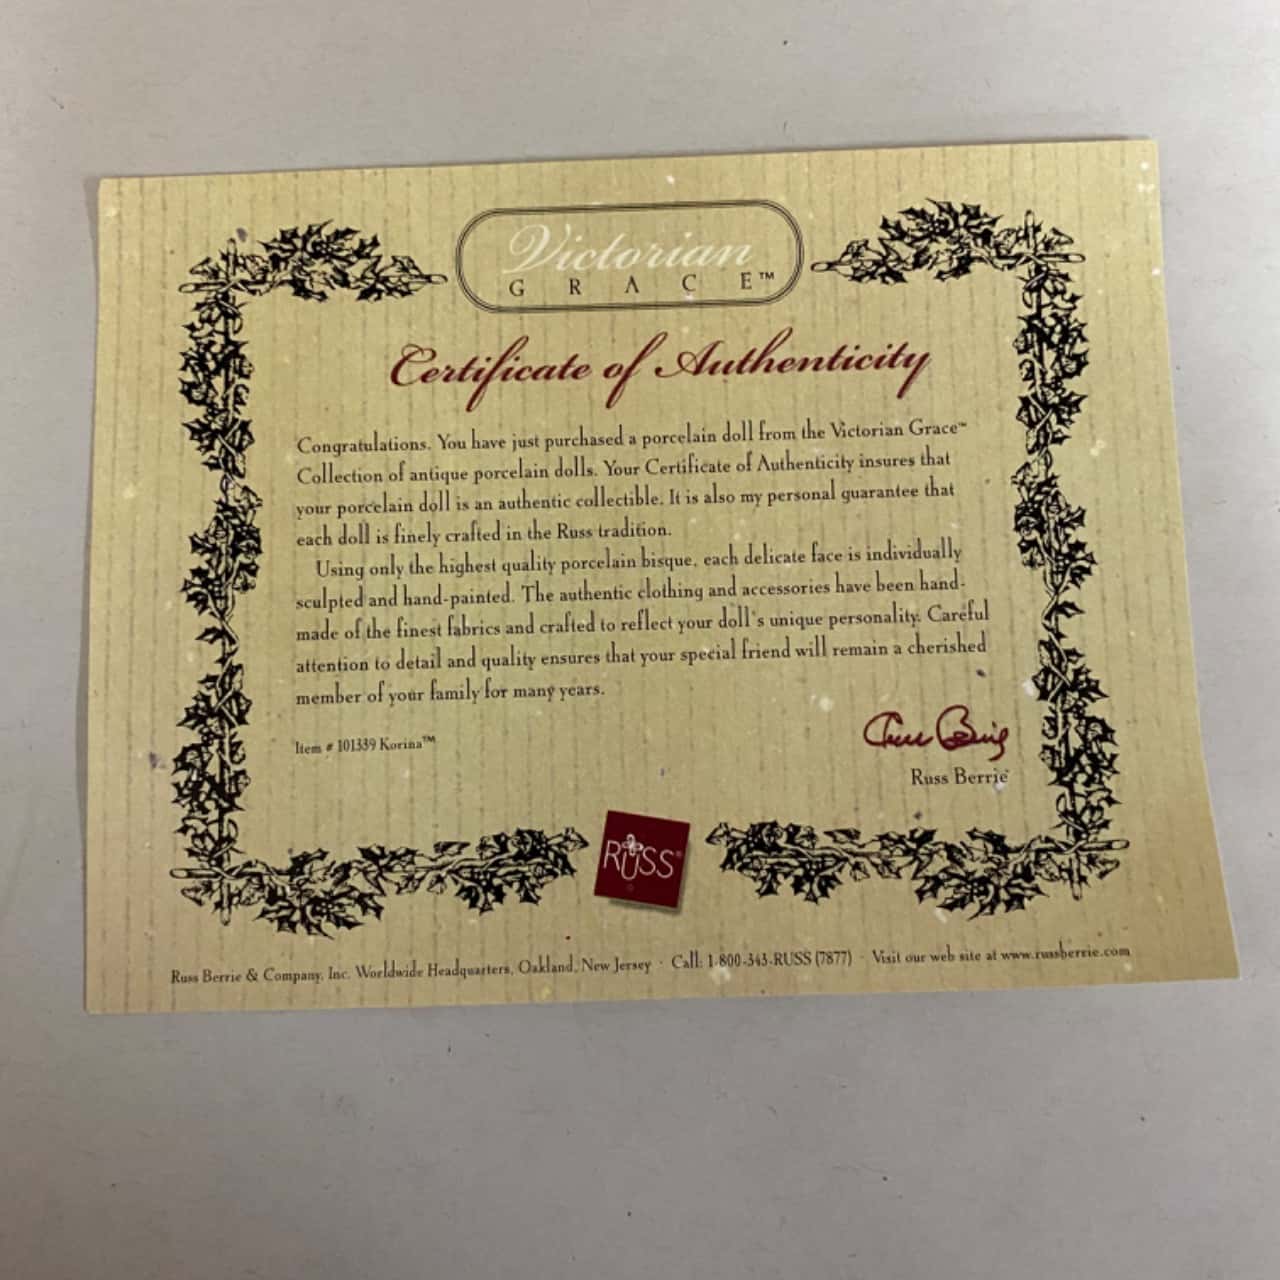 Victorian
GRACE™
Certificate of Authenticity
Congratulations. You have just purchased a porcelain doll from the Victorian Grace™
Collection of antique porcelain dolls. Your Certificate of Authenticity insures that
your porcelain doll is an authentic collectible. It is also my personal guarantee that
each doll is finely crafted in the Russ tradition.
Using only the highest quality porcelain bisque, each delicate face is individually
sculpted and hand-painted. The authentic clothing and accessories have been hand-
made of the finest fabrics and crafted to reflect your doll's unique personality. Careful
attention to detail and quality ensures that your special friend will remain a cherished
member of your family for many years.
Item # 101339 Korina™
Russ Berrie
Russ Berrie
RUSS®
Russ Berrie & Company, Inc. Worldwide Headquarters, Oakland, New Jersey · Call: 1-800-343-RUSS (7877) · Visit our web site at www.russberrie.com